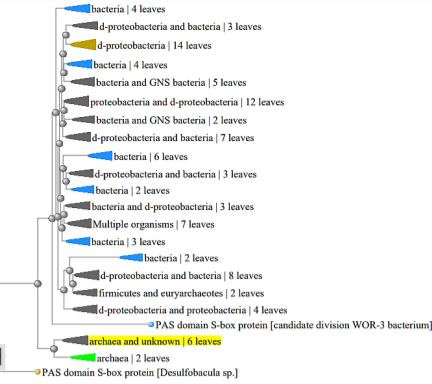 bacteria | 4 leaves
d-proteobacteria and bacteria | 3 leaves
d-proteobacteria | 14 leaves
bacteria | 4 leaves
bacteria and GNS bacteria | 5 leaves
proteobacteria and d-proteobacteria | 12 leaves
bacteria and GNS bacteria | 2 leaves
d-proteobacteria and bacteria | 7 leaves
bacteria | 6 leaves
d-proteobacteria and bacteria | 3 leaves
bacteria | 2 leaves
bacteria and d-proteobacteria | 3 leaves
Multiple organisms | 7 leaves
bacteria | 3 leaves
bacteria | 2 leaves
d-proteobacteria and bacteria | 8 leaves
firmicutes and euryarchaeotes | 2 leaves
d-proteobacteria and proteobacteria | 4 leaves
PAS domain S-box protein [candidate division WOR-3 bacterium]
archaea and unknown | 6 leaves
archaea | 2 leaves
PAS domain S-box protein [Desulfobacula sp.]